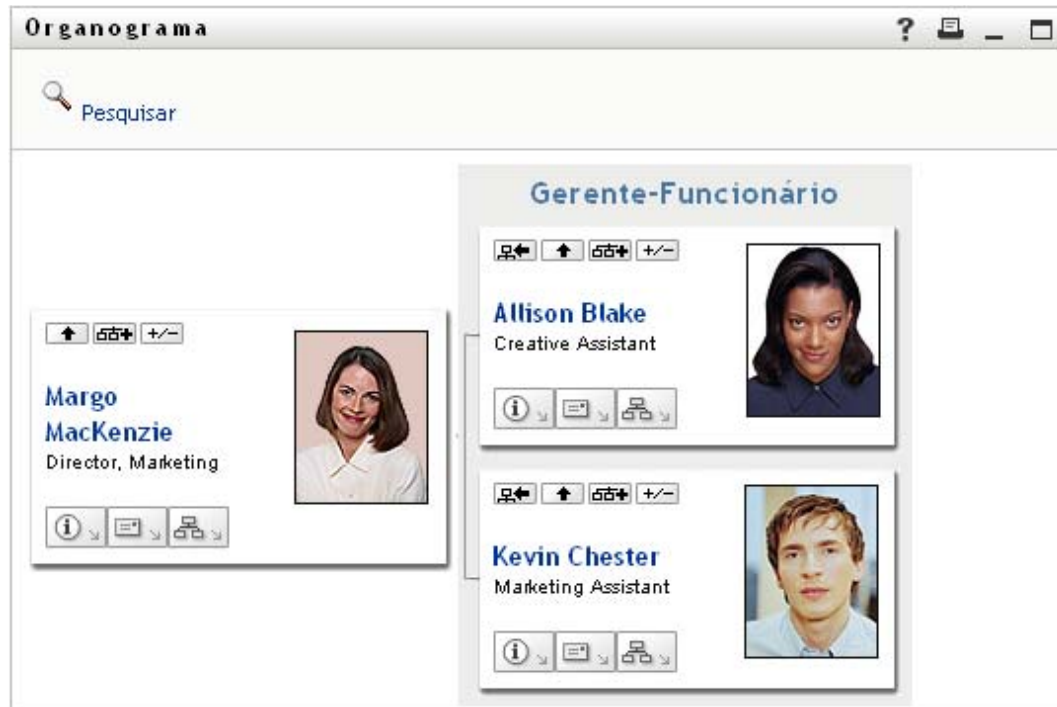 Organograma
?
Pesquisar
Gerente-Funcionário
+/-
Allison Blake
Creative Assistant
+/-
Margo
MacKenzie
Director, Marketing
+/-
Kevin Chester
Marketing Assistant